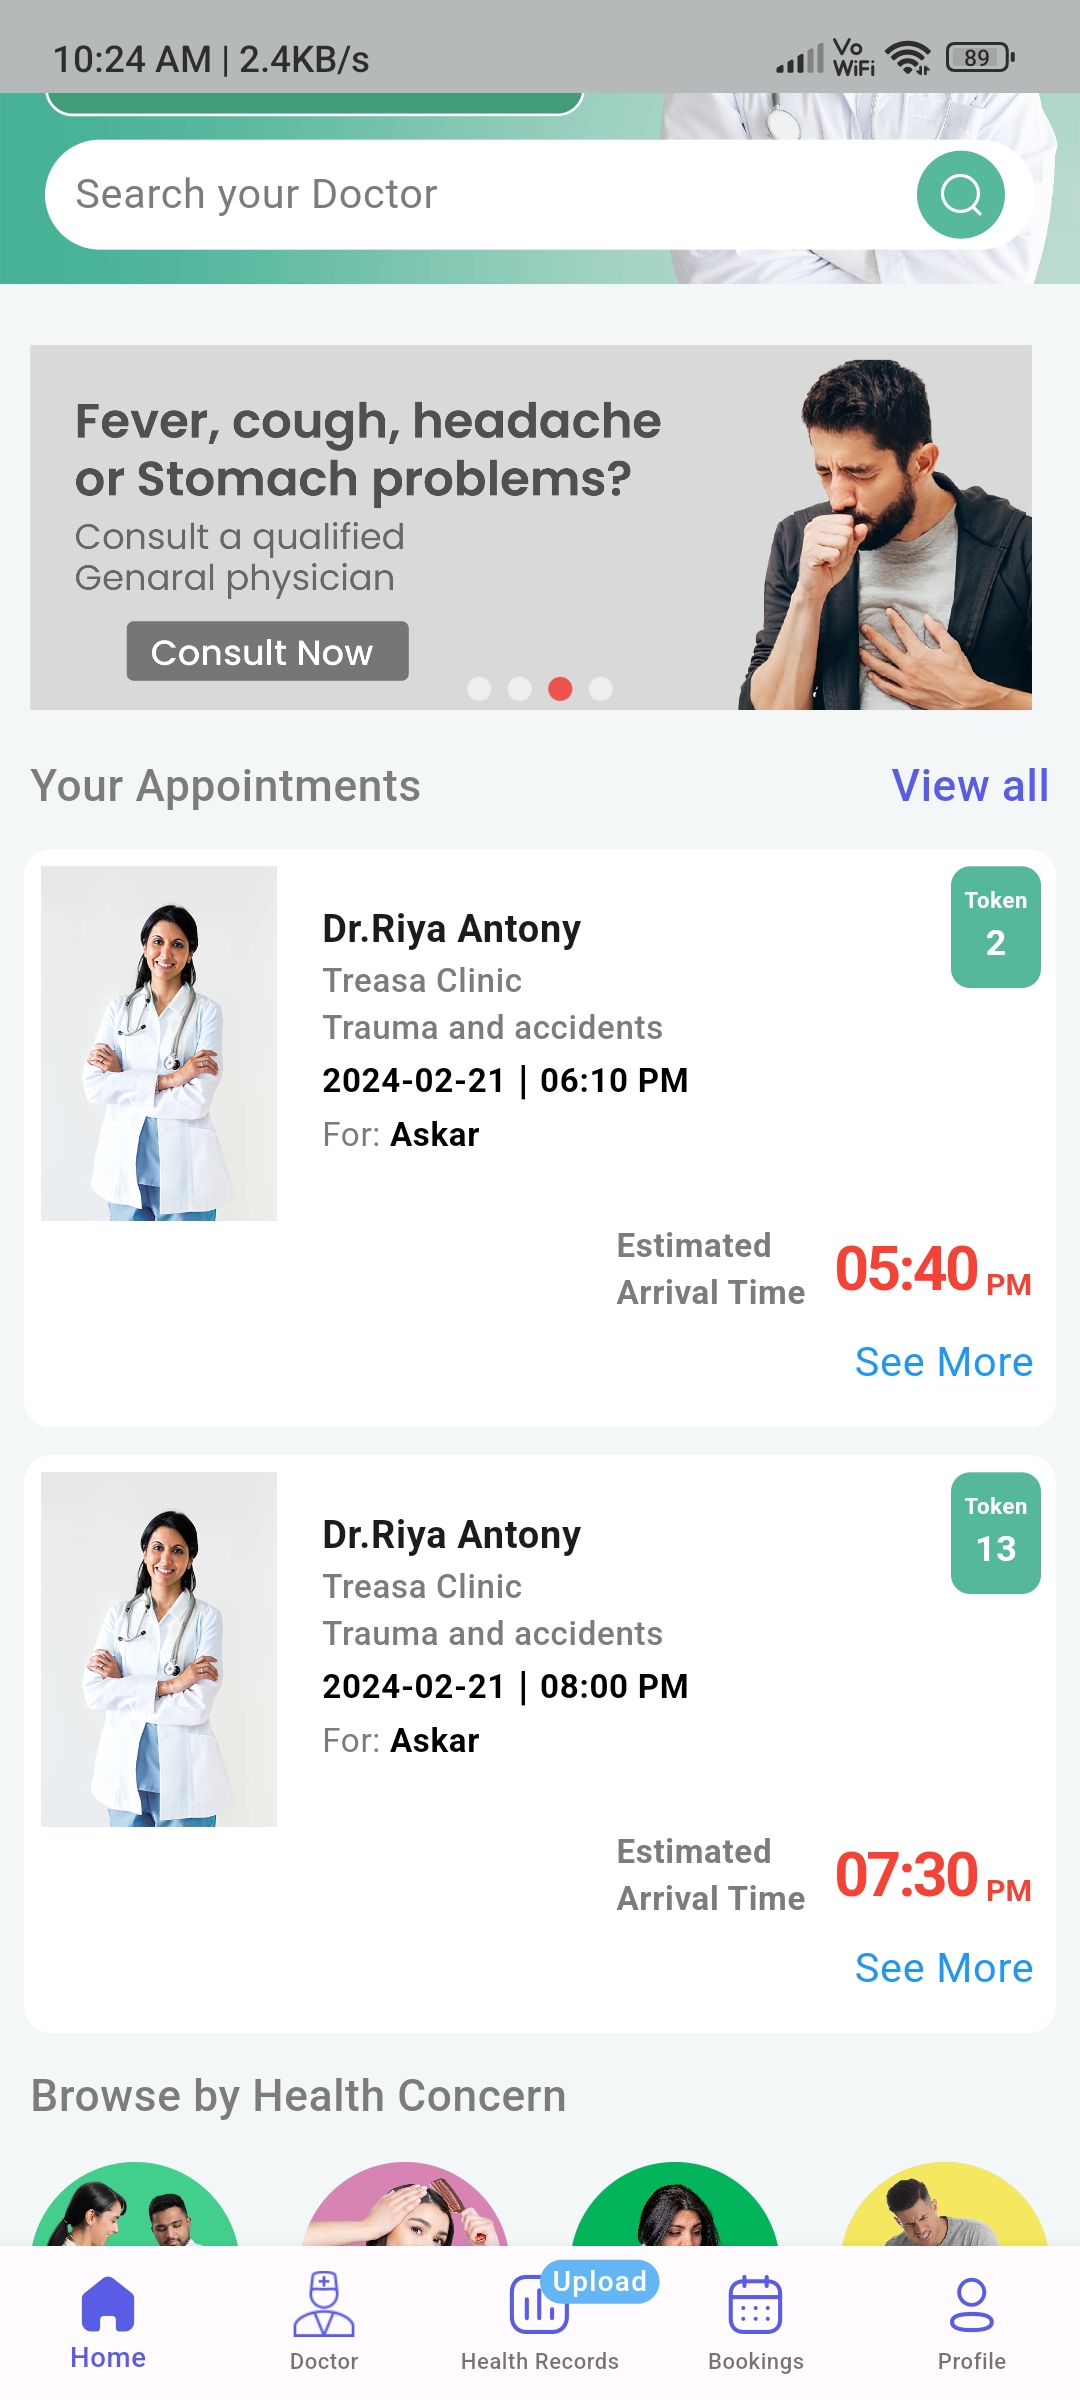 10:24 AM | 2.4KB/s
Vo
WiFi
89
Search your Doctor
Fever, cough, headache
or Stomach problems?
Consult a qualified
Genaral physician
Consult Now
Your Appointments
View all
Dr.Riya Antony
Treasa Clinic
Trauma and accidents
2024-02-21 | 06:10 PM
For: Askar
Token
2
Estimated
Arrival Time
05:40 PM
See More
Dr.Riya Antony
Treasa Clinic
Trauma and accidents
2024-02-21 | 08:00 PM
For: Askar
Token
13
Estimated
Arrival Time
07:30 PM
See More
Browse by Health Concern
Upload
Home
Doctor
Health Records
Bookings
Profile